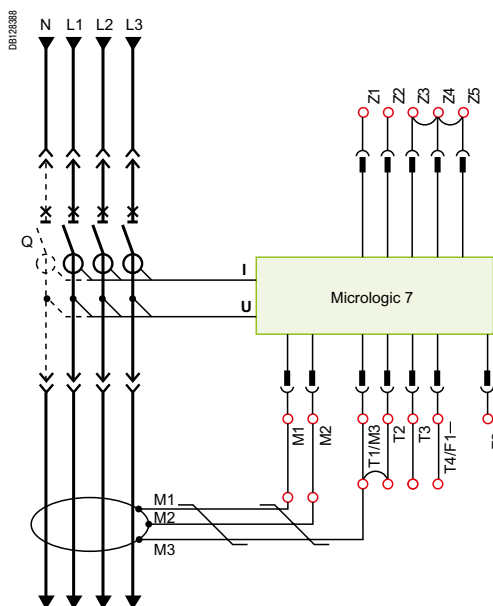 DB128388
N L1 L2 L3
Z1 Z2 Z3 Z4 Z5
Q
I
U
Micrologic 7
M1 M2 T1/M3 T2 T3 T4/F1–
M1
M2
M3